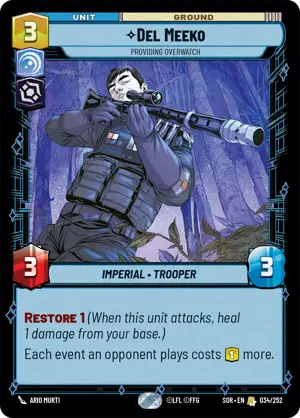 UNIT GROUND
3
✧DEL MEEKO
PROVIDING OVERWATCH
3
3
IMPERIAL • TROOPER
RESTORE 1 (When this unit attacks, heal
1 damage from your base.)
Each event an opponent plays costs 1 more.
ARIO MURTI
©LFL ©FFG
SOR • EN R 034/252